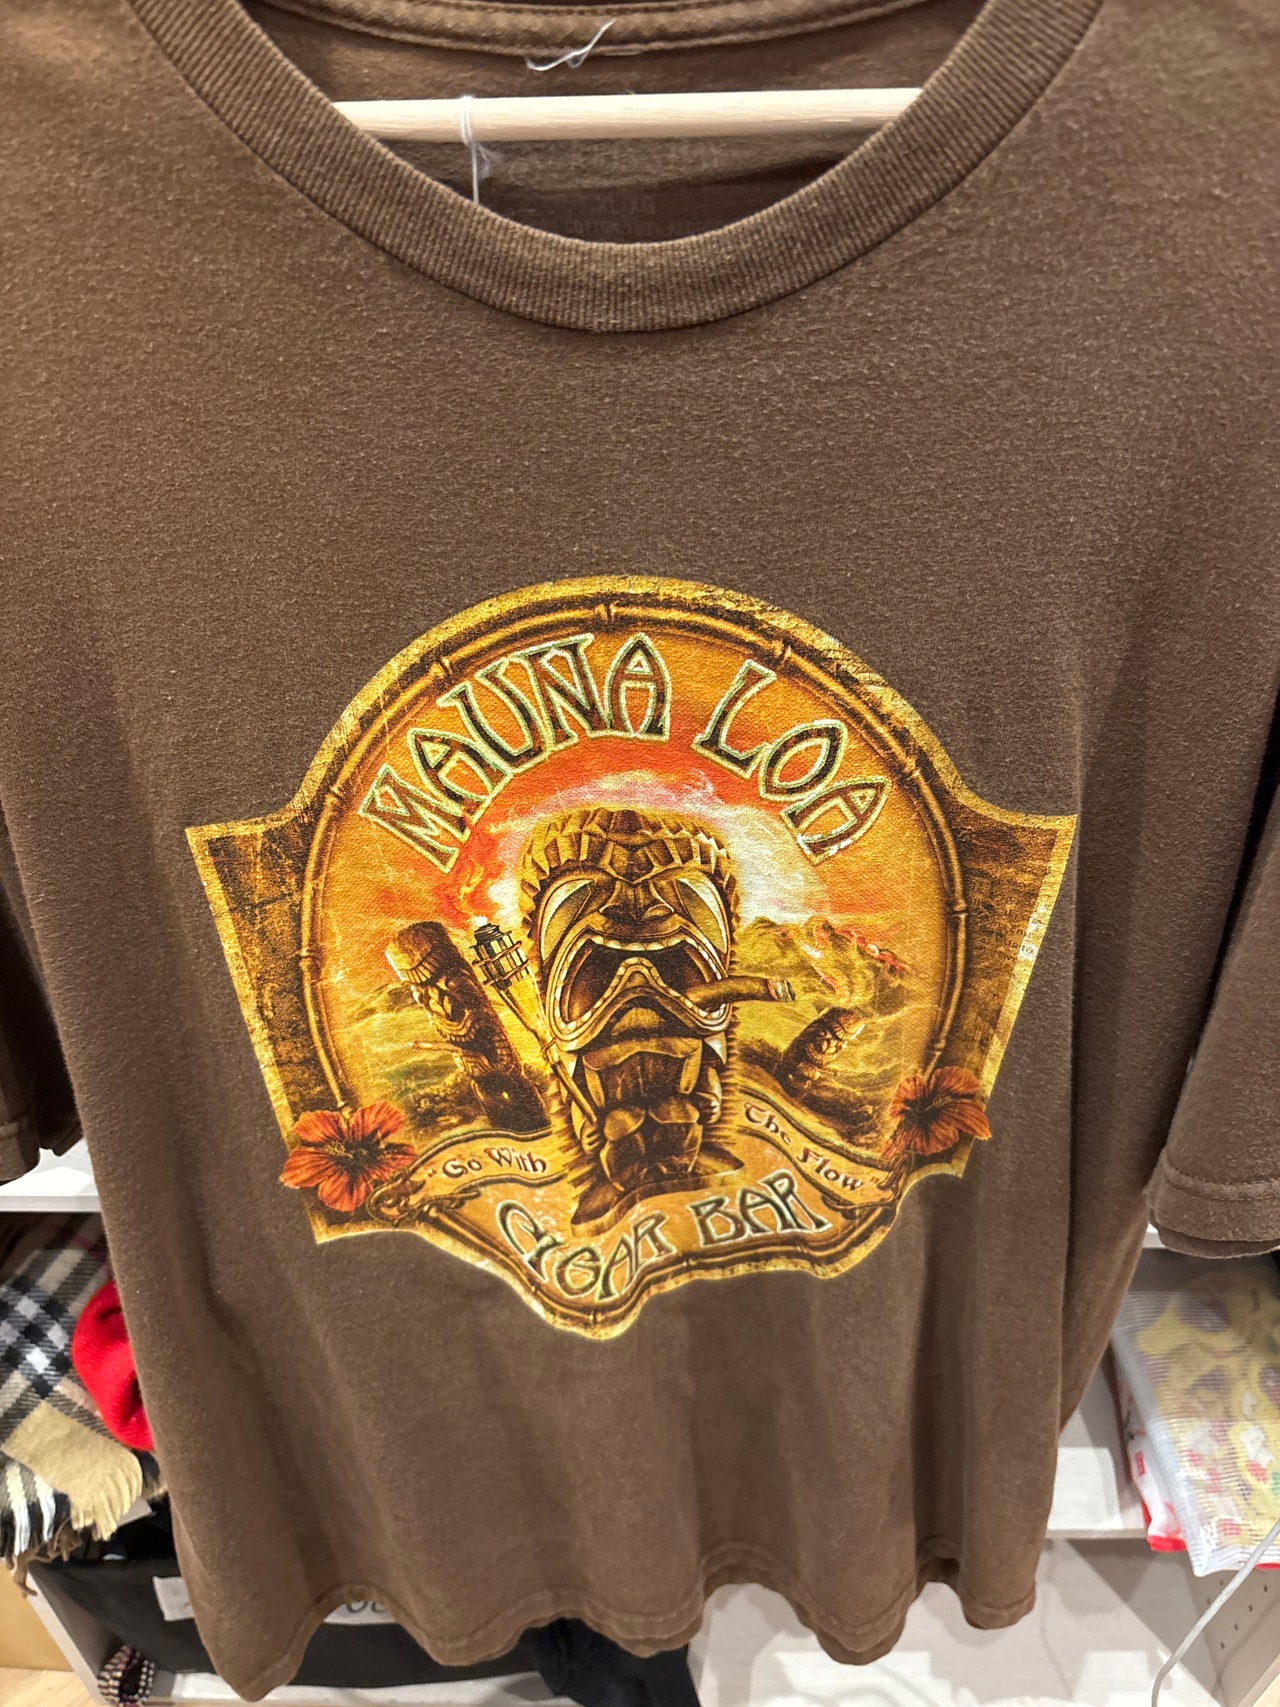 MAUNA LOA
"Go With The Flow"
CIGAR BAR